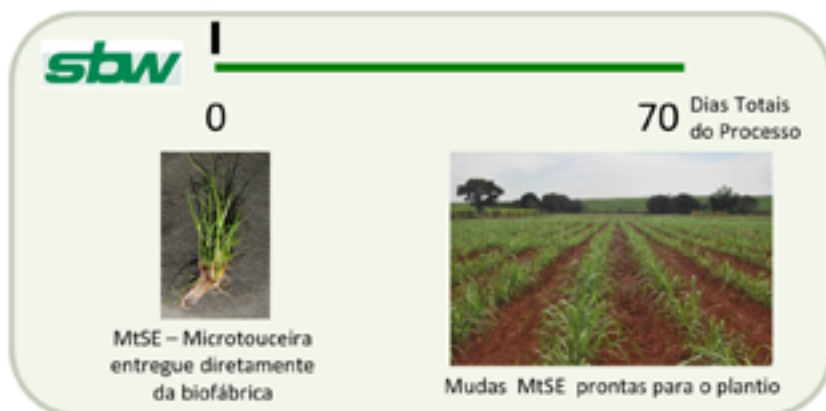 sbw
0
70 Dias Totais
do Processo
MtSE – Microtouceira
entregue diretamente
da biofábrica
Mudas MtSE prontas para o plantio